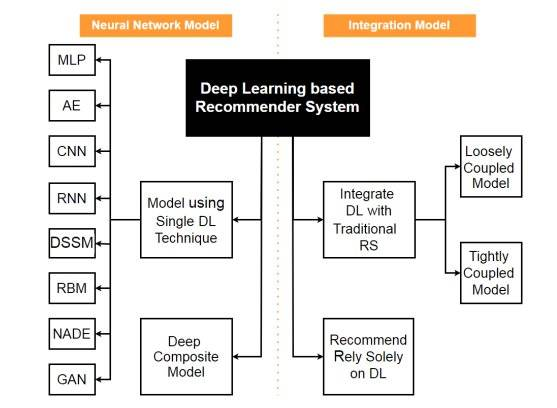 Neural Network Model
Integration Model
Deep Learning based
Recommender System
MLP
AE
CNN
RNN
DSSM
RBM
NADE
GAN
Model using
Single DL
Technique
Deep
Composite
Model
Integrate
DL with
Traditional
RS
Recommend
Rely Solely
on DL
Loosely
Coupled
Model
Tightly
Coupled
Model